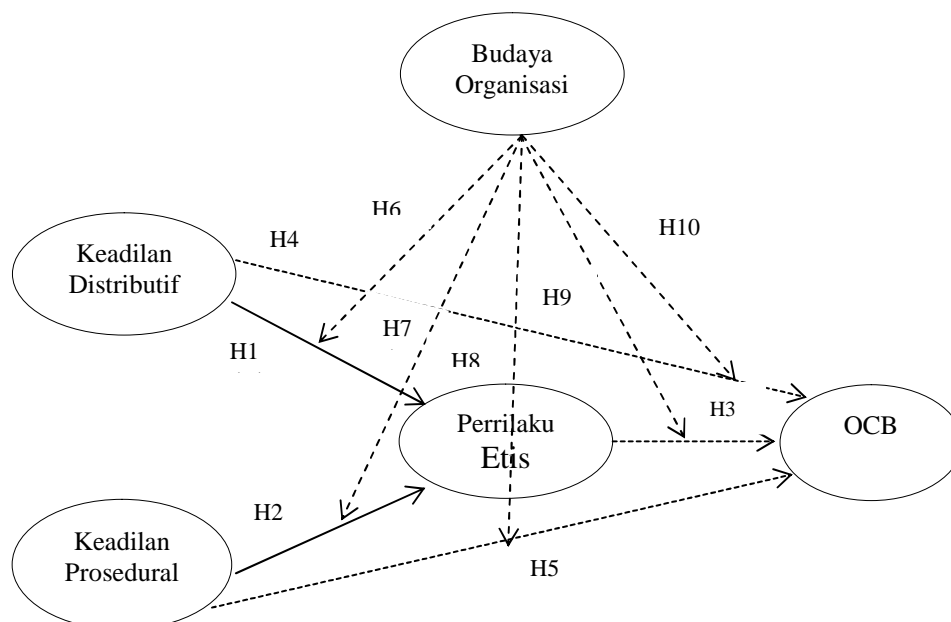 Budaya
Organisasi
H6
H10
H4
Keadilan
Distributif
H9
H7
H1
H8
H3
Perrilaku
Etis
OCB
H2
Keadilan
Prosedural
H5